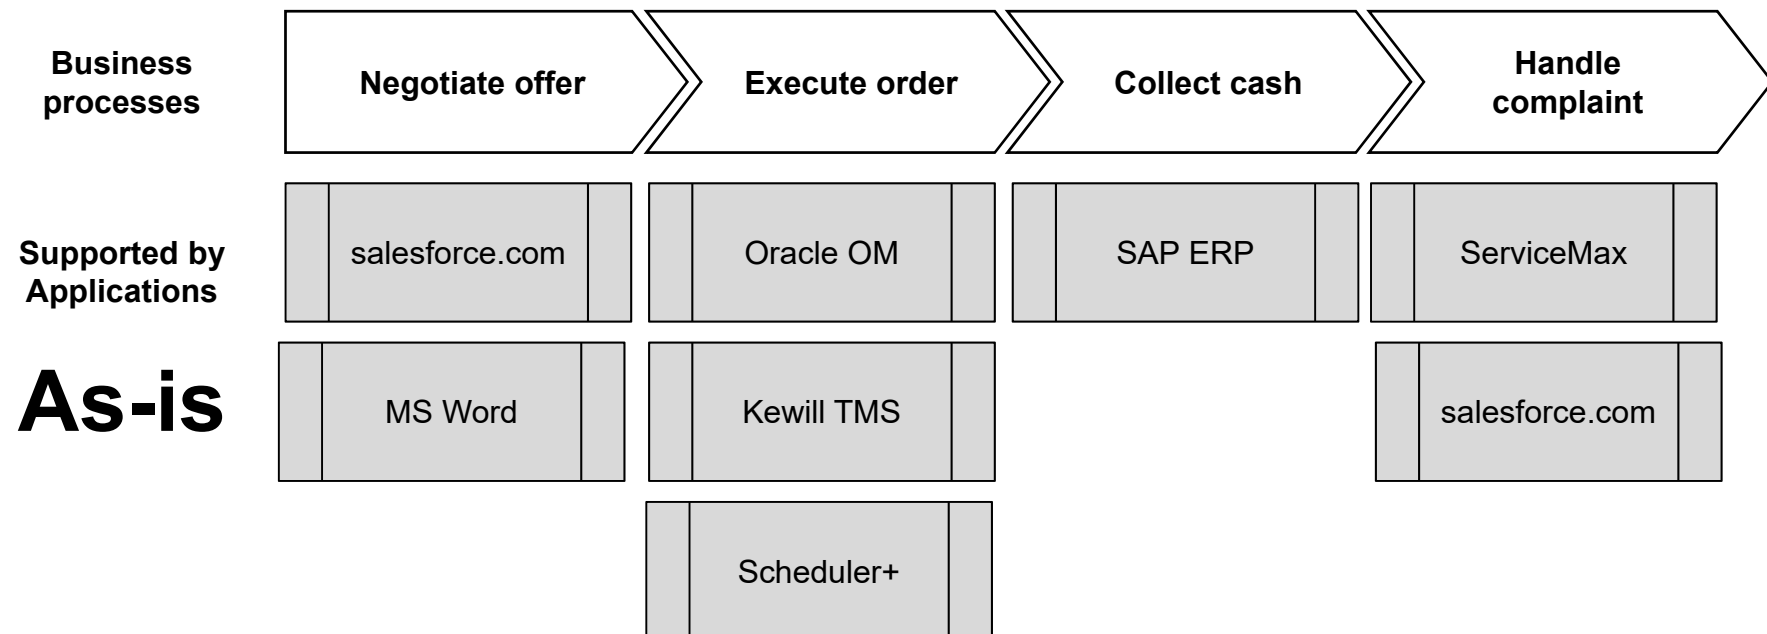 Business
processes
Negotiate offer
Execute order
Collect cash
Handle
complaint
Supported by
Applications
salesforce.com
Oracle OM
SAP ERP
ServiceMax
As-is
MS Word
Kewill TMS
salesforce.com
Scheduler+